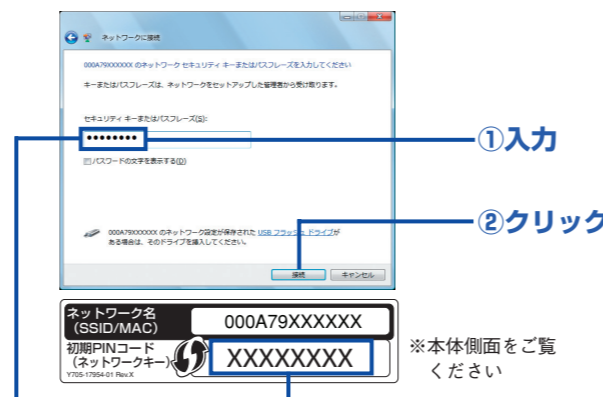 ネットワークに接続
000A79XXXXXX のネットワーク セキュリティ キーまたはパスフレーズを入力してください
キーまたはパスフレーズは、ネットワークをセットアップした管理者から受け取ります。
セキュリティ キーまたはパスフレーズ(S):
●●●●●●●●
①入力
パスワードの文字を表示する(D)
000A79XXXXXX のネットワーク設定が保存された USB フラッシュ ドライブが
ある場合は、そのドライブを挿入してください。
②クリック
接続 キャンセル
ネットワーク名
(SSID/MAC)
000A79XXXXXX
初期PINコード
(ネットワークキー)
XXXXXXXX
Y705-17954-01 Rev.X
※本体側面をご覧
ください